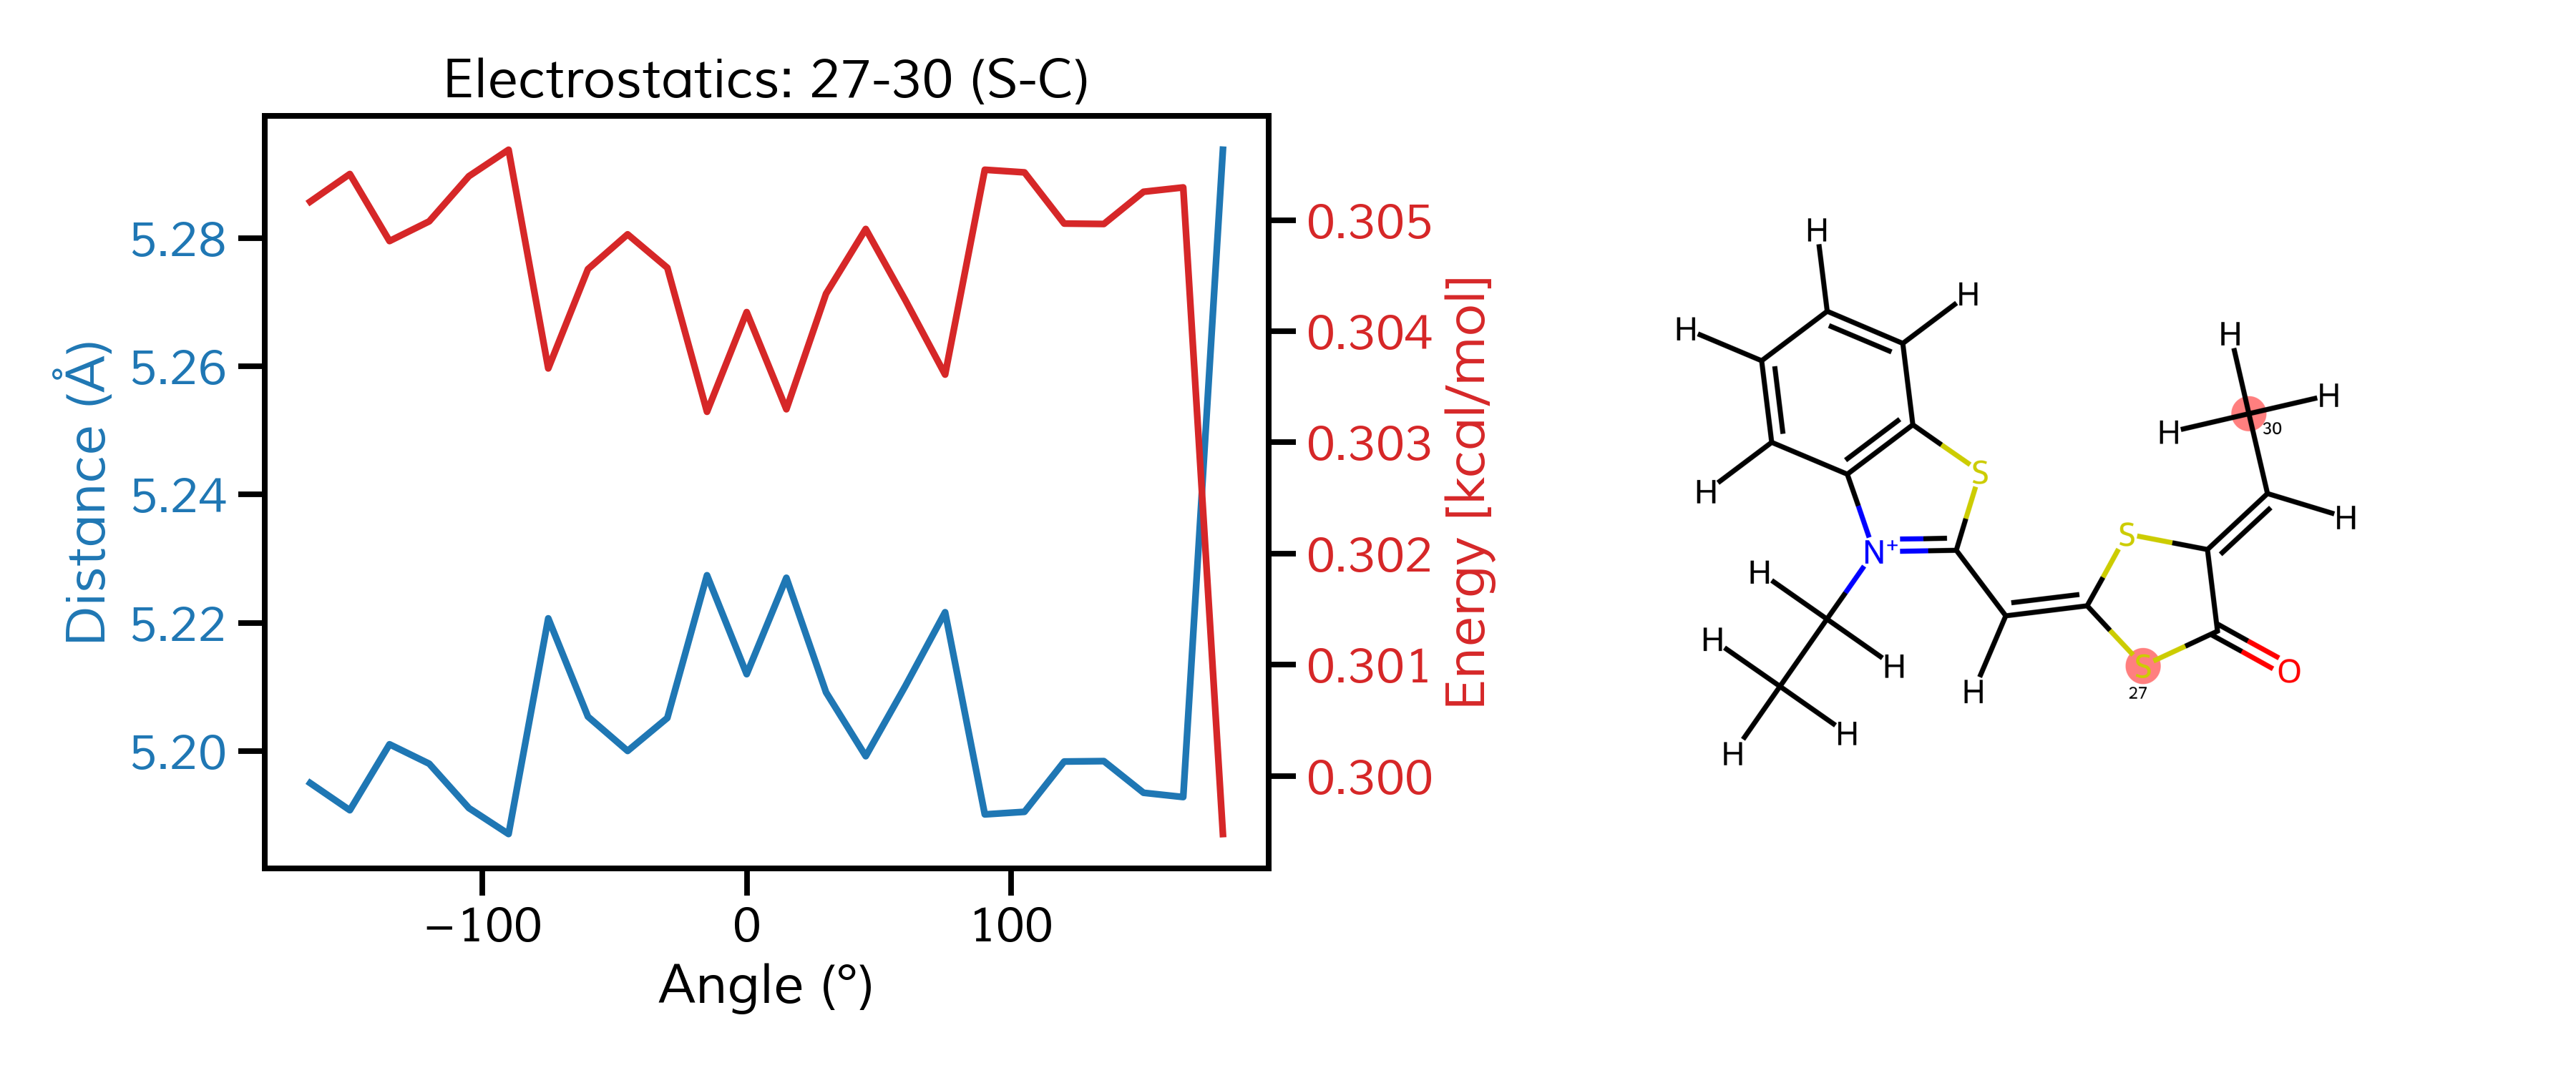 Electrostatics: 27-30 (S-C)
Distance (Å)
5.28
5.26
5.24
5.22
5.20
0.305
0.304
0.303
0.302
0.301
0.300
Energy [kcal/mol]
−100 0 100
Angle (°)
H
H
H
H
H
H
H
30
H
S
H
S
N⁺
H
H
H
S
O
27
H
H
H